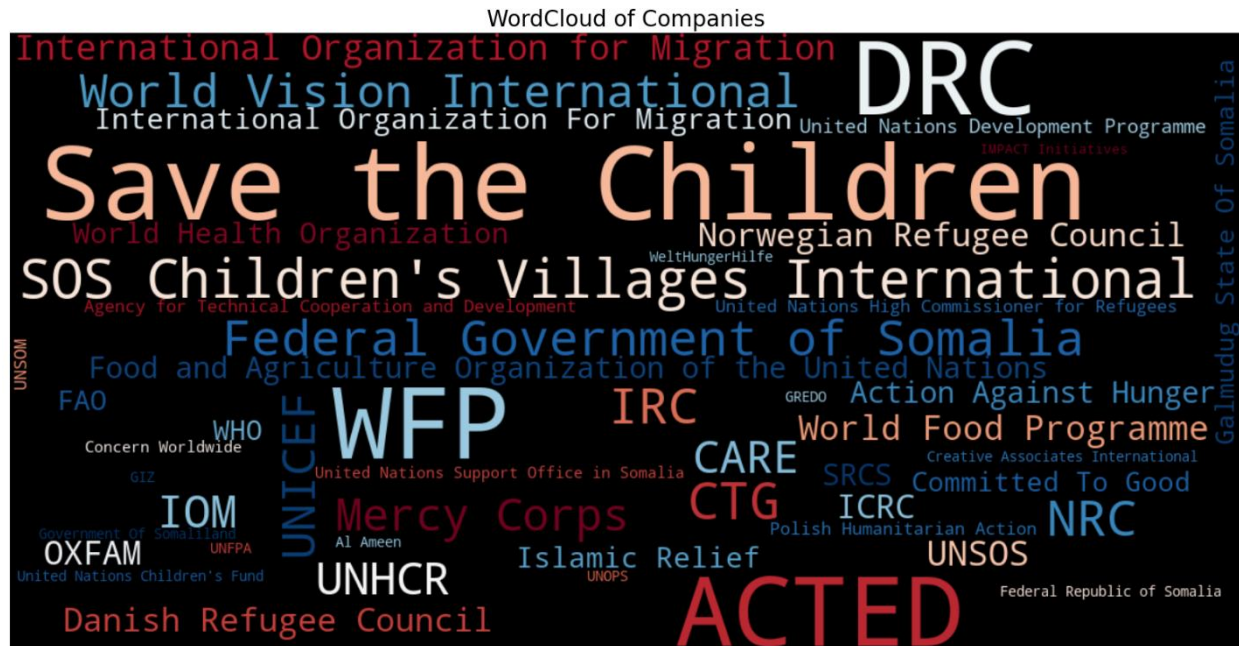 WordCloud of Companies
International Organization for Migration
DRC
World Vision International
International Organization For Migration
United Nations Development Programme
IMPACT Initiatives
Galmudug State Of Somalia
Save the Children
World Health Organization
Norwegian Refugee Council
WeltHungerHilfe
SOS Children's Villages International
Agency for Technical Cooperation and Development
United Nations High Commissioner for Refugees
Federal Government of Somalia
UNSOM
Food and Agriculture Organization of the United Nations
FAO
UNICEF
WFP
IRC
GREDO
Action Against Hunger
WHO
World Food Programme
Concern Worldwide
CARE
Creative Associates International
GIZ
United Nations Support Office in Somalia
SRCS
Committed To Good
IOM
Mercy Corps
CTG
ICRC
NRC
Government Of Somaliland
Polish Humanitarian Action
OXFAM
UNFPA
Al Ameen
Islamic Relief
UNSOS
United Nations Children's Fund
UNHCR
UNOPS
ACTED
Federal Republic of Somalia
Danish Refugee Council